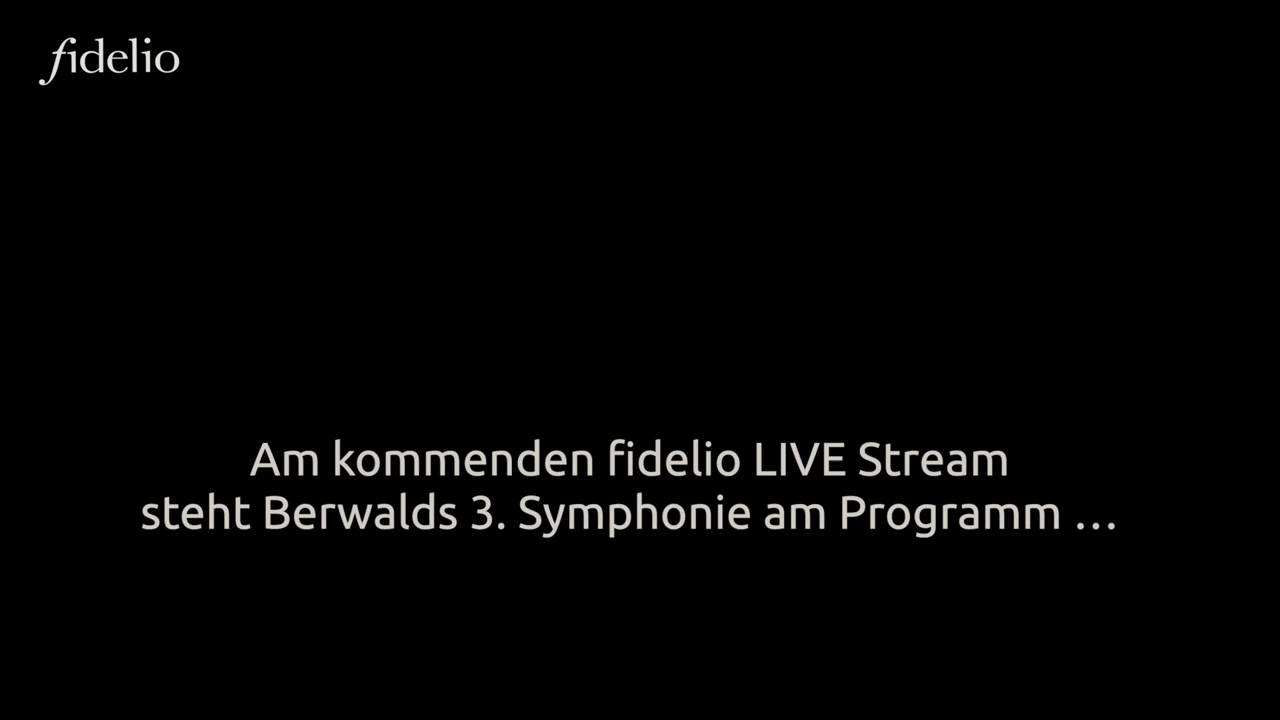 fidelio
Am kommenden fidelio LIVE Stream
steht Berwalds 3. Symphonie am Programm …